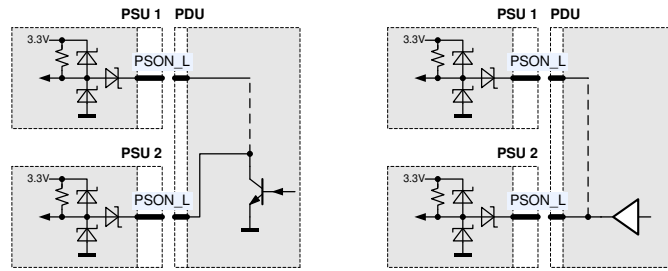 PSU 1 PDU
3.3V
PSON_L
PSU 2
3.3V
PSON_L
PSU 1 PDU
3.3V
PSON_L
PSU 2
3.3V
PSON_L